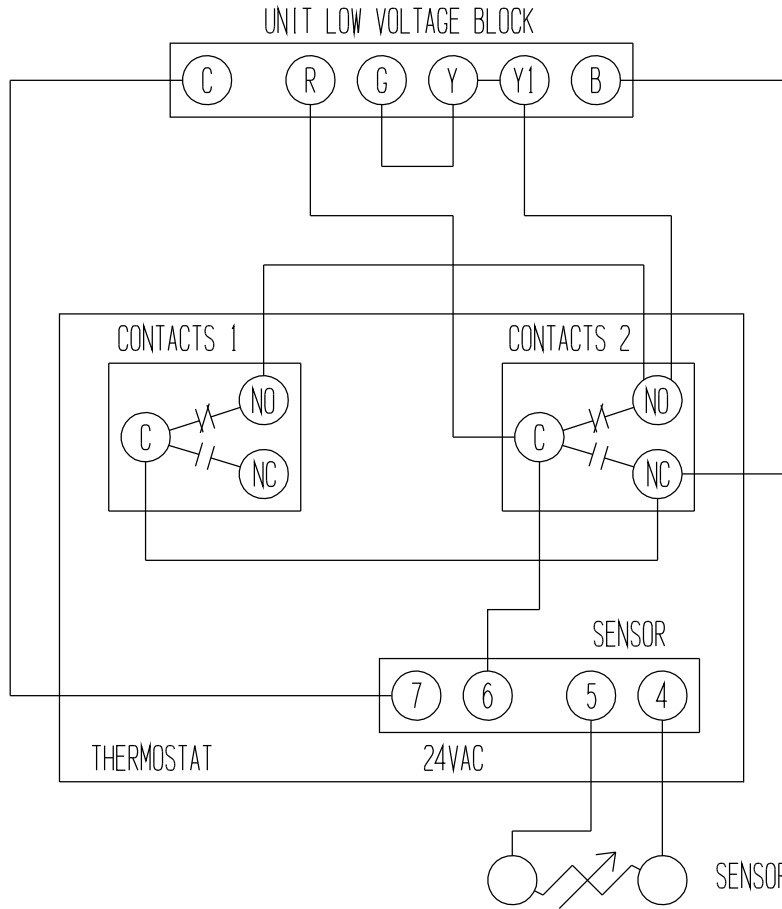 UNIT LOW VOLTAGE BLOCK
C R G Y Y1 B
CONTACTS 1 CONTACTS 2
NO NO
C C
NC NC
SENSOR
7 6 5 4
THERMOSTAT 24VAC
SENSOR